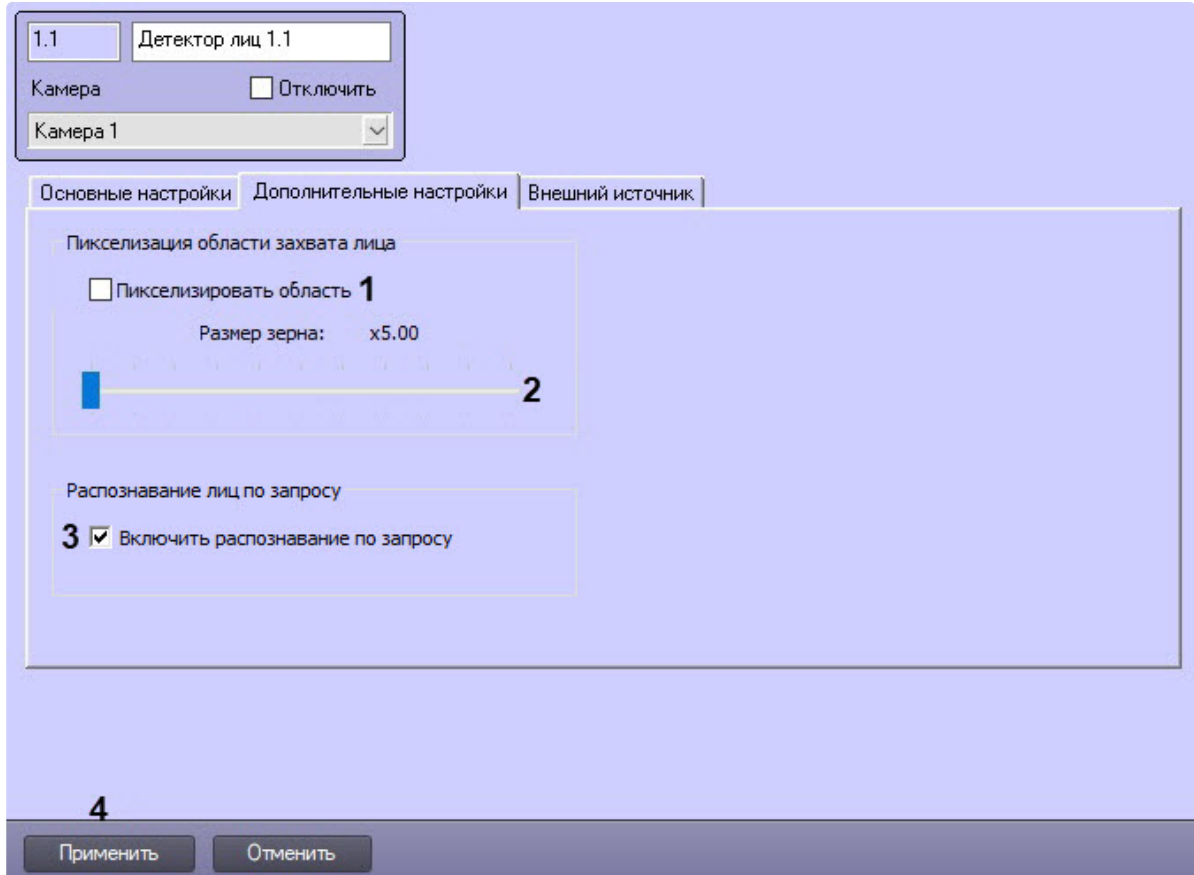 1.1 Детектор лиц 1.1
Камера Отключить
Камера 1
Основные настройки Дополнительные настройки Внешний источник
Пикселизация области захвата лица
Пикселизировать область 1
Размер зерна: x5.00
2
Распознавание лиц по запросу
3 Включить распознавание по запросу
4
Применить Отменить